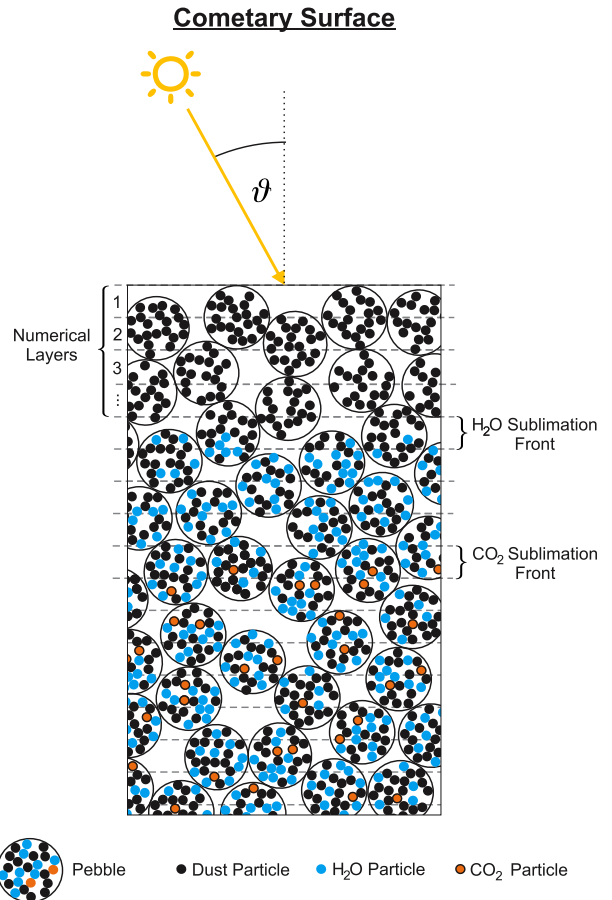 Cometary Surface
ϑ
1
2
3
⋮
Numerical
Layers
H₂O Sublimation
Front
CO₂ Sublimation
Front
Pebble
Dust Particle
H₂O Particle
CO₂ Particle